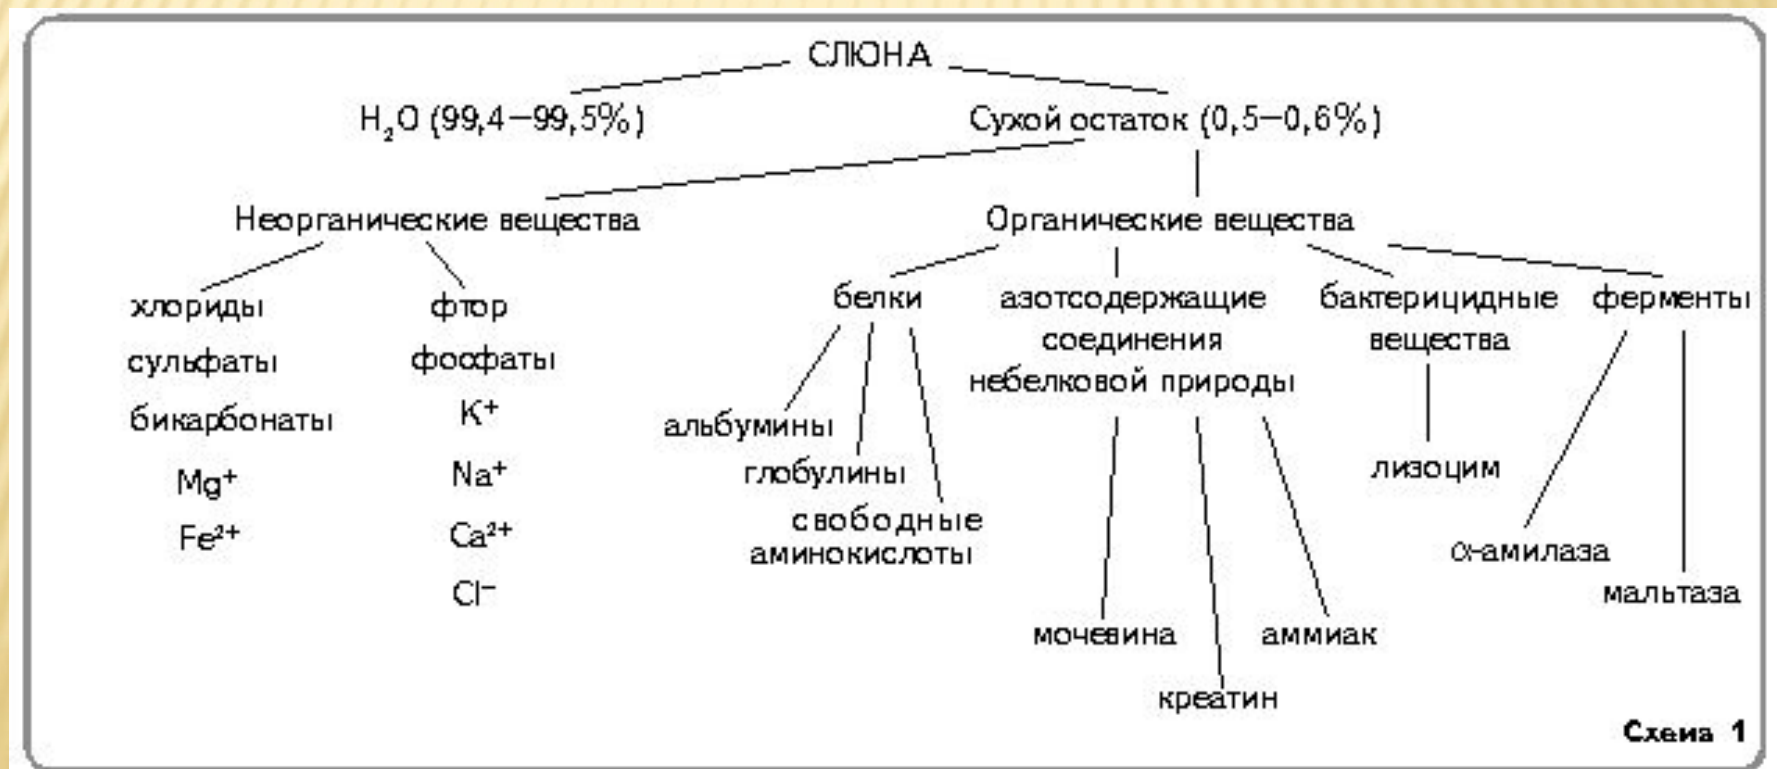 СЛЮНА
H₂O (99,4–99,5%) Сухой остаток (0,5–0,6%)
Неорганические вещества Органические вещества
хлориды фтор белки азотсодержащие бактерицидные ферменты
сульфаты фосфаты соединения вещества
бикарбонаты K⁺ альбумины небелковой природы
Mg⁺ Na⁺ глобулины лизоцим
Fe²⁺ Ca²⁺ свободные
аминокислоты α-амилаза
Cl⁻ мальтаза
мочевина аммиак
креатин
Схема 1